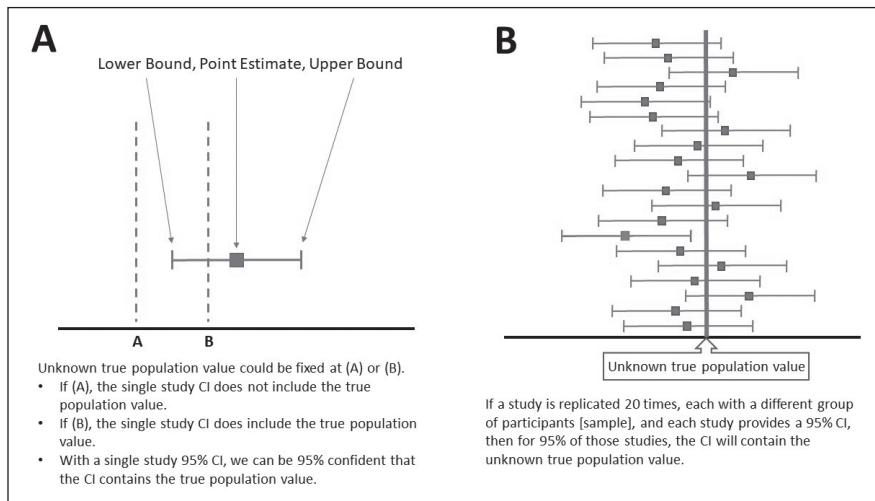 A
Lower Bound, Point Estimate, Upper Bound
A
B
Unknown true population value could be fixed at (A) or (B).
• If (A), the single study CI does not include the true
population value.
• If (B), the single study CI does include the true population
value.
• With a single study 95% CI, we can be 95% confident that
the CI contains the true population value.
B
Unknown true population value
If a study is replicated 20 times, each with a different group
of participants [sample], and each study provides a 95% CI,
then for 95% of those studies, the CI will contain the
unknown true population value.